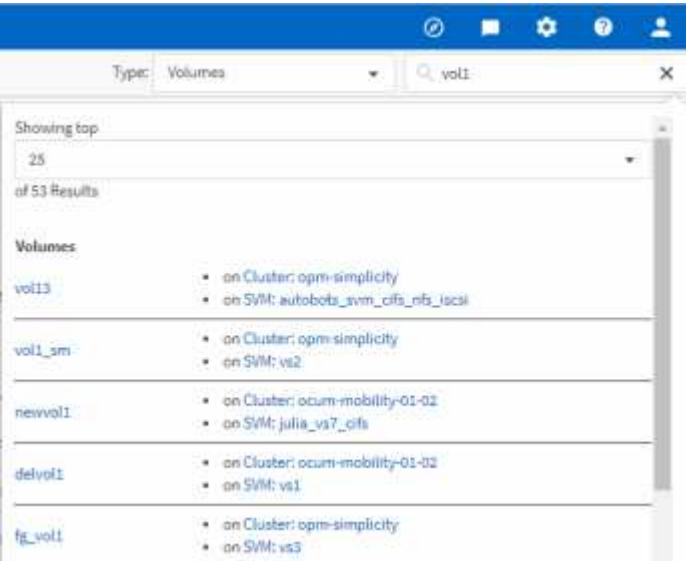 Type: Volumes vol1
Showing top
25
of 53 Results
Volumes
vol13
• on Cluster: opm-simplicity
• on SVM: autobots_svm_cifs_nfs_iscsi
vol1_sm
• on Cluster: opm-simplicity
• on SVM: vs2
newvol1
• on Cluster: ocum-mobility-01-02
• on SVM: julia_vs7_cifs
delvol1
• on Cluster: ocum-mobility-01-02
• on SVM: vs1
fg_vol1
• on Cluster: opm-simplicity
• on SVM: vs3